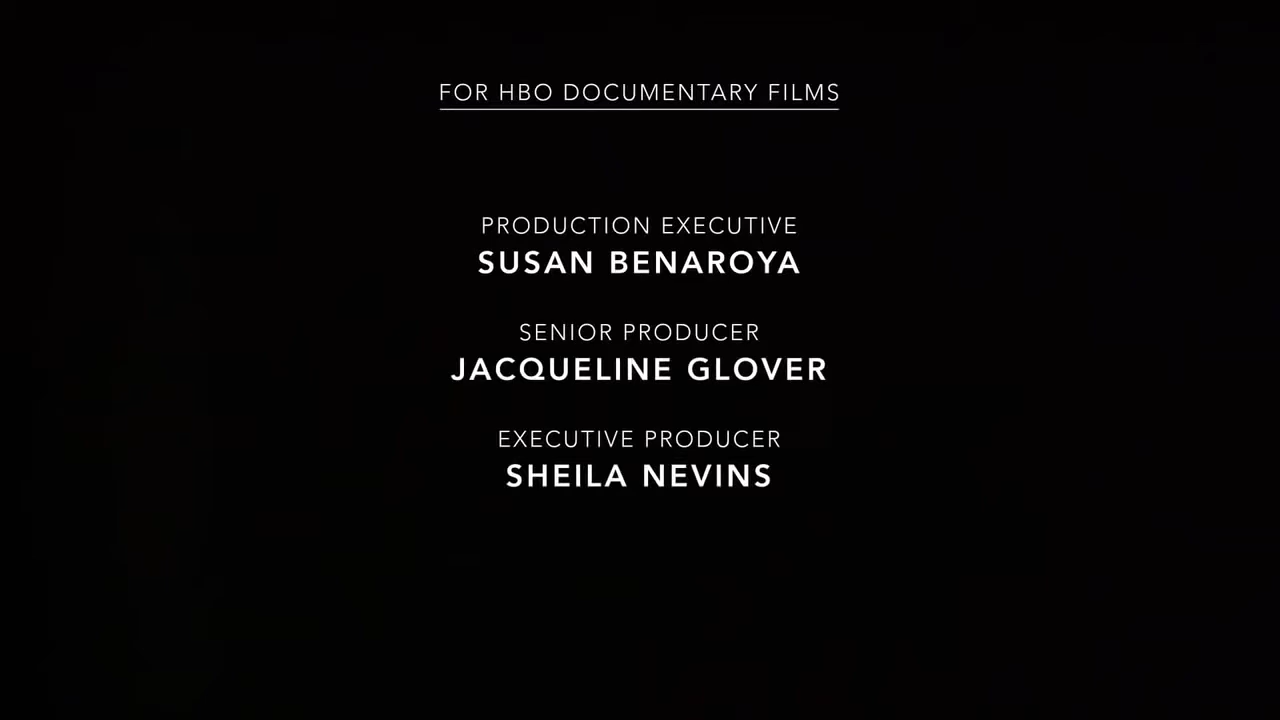 FOR HBO DOCUMENTARY FILMS
PRODUCTION EXECUTIVE
SUSAN BENAROYA
SENIOR PRODUCER
JACQUELINE GLOVER
EXECUTIVE PRODUCER
SHEILA NEVINS